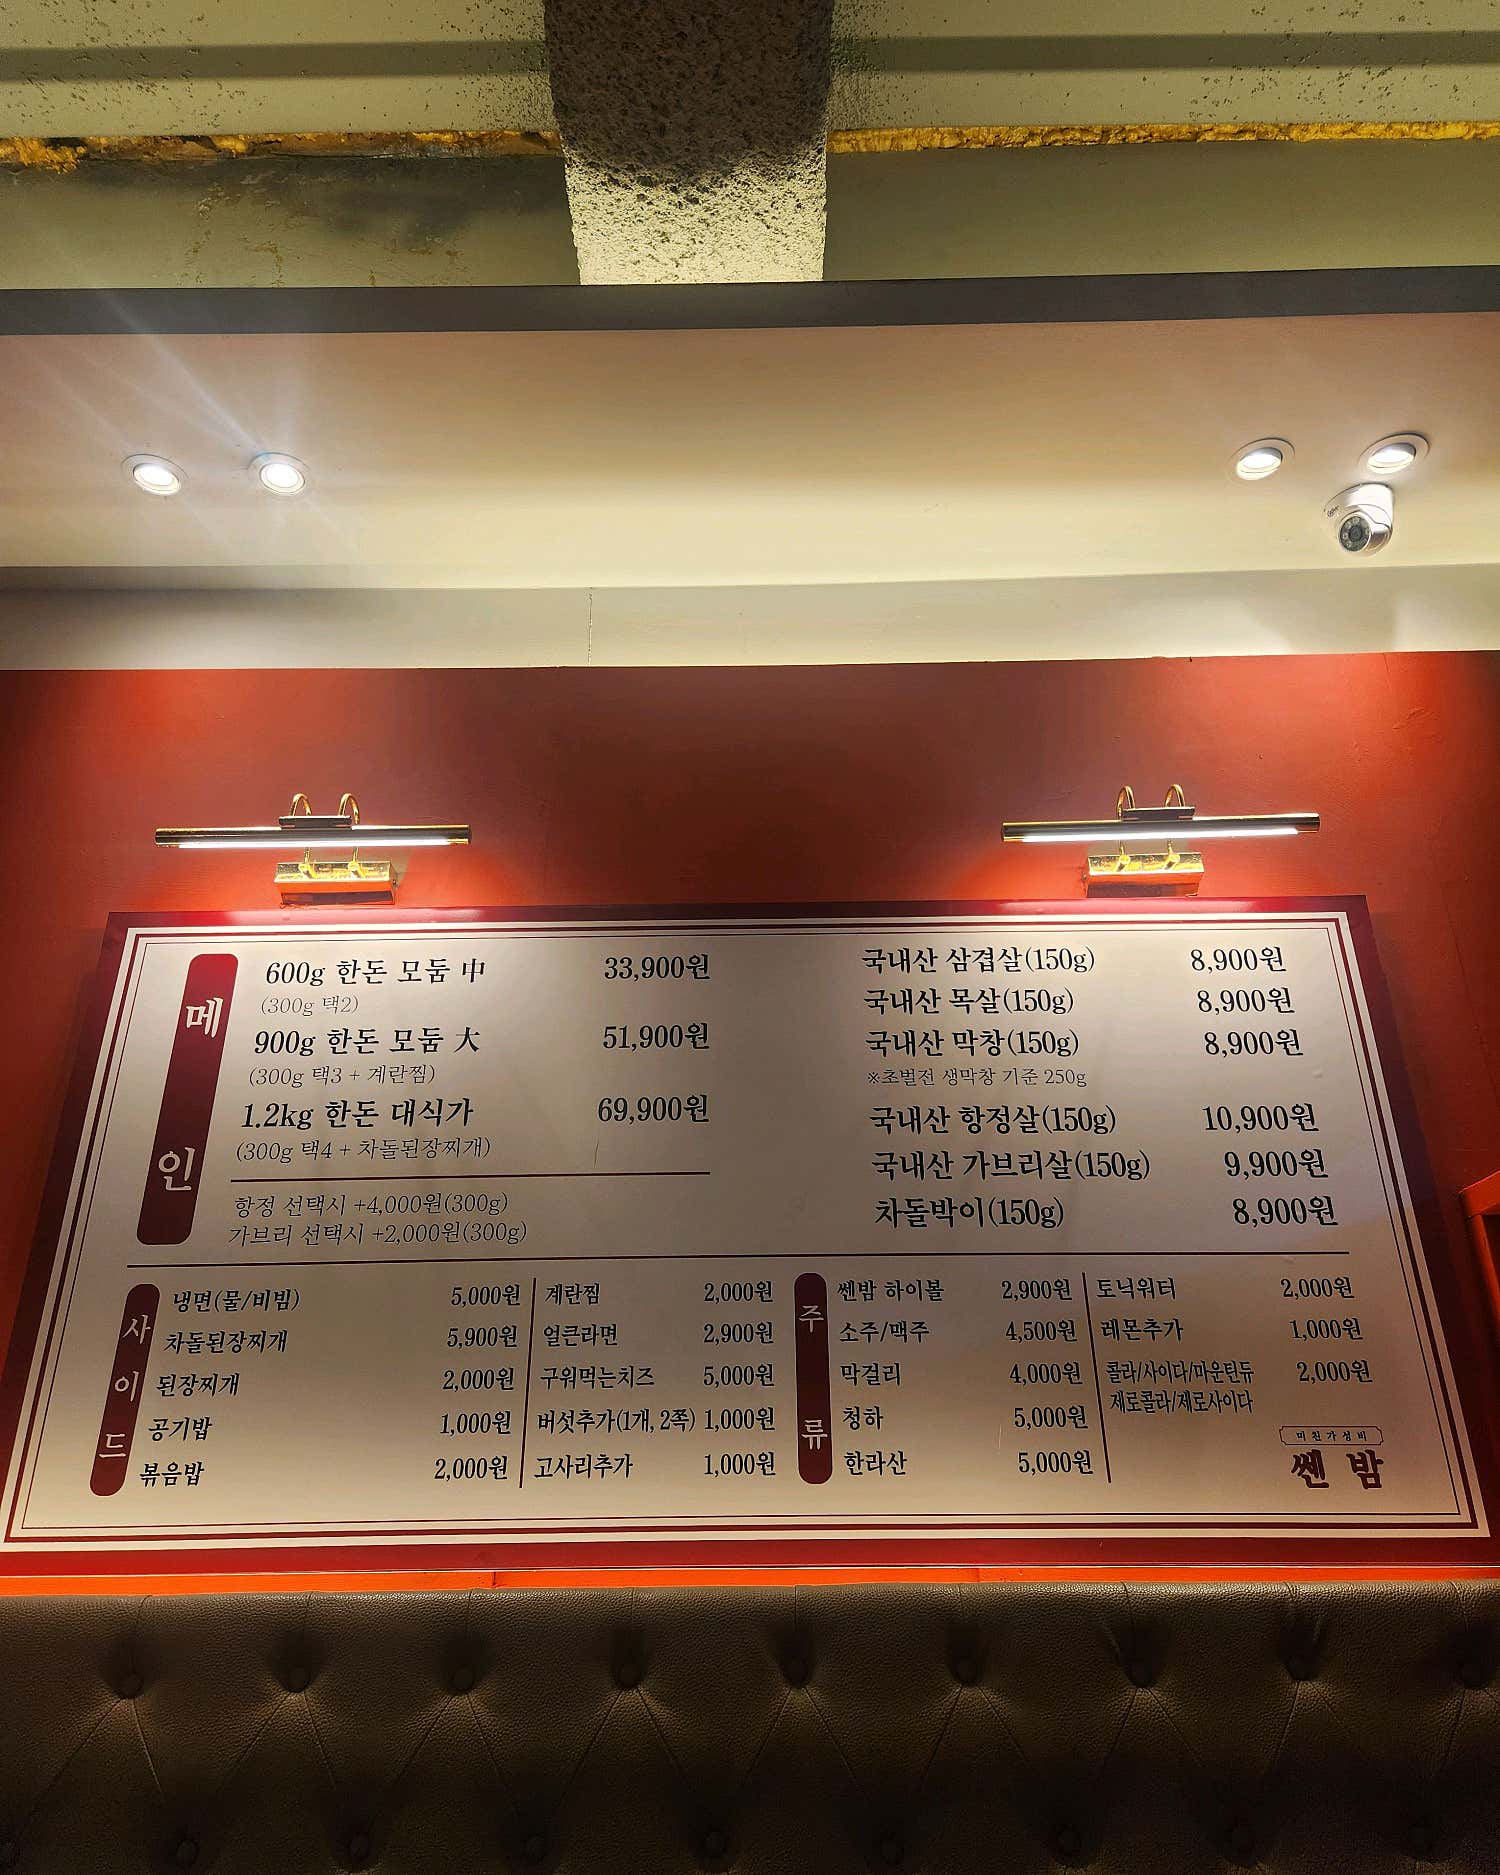 메인
600g 한돈 모둠 中 33,900원
(300g 택2)
900g 한돈 모둠 大 51,900원
(300g 택3 + 계란찜)
1.2kg 한돈 대식가 69,900원
(300g 택4 + 차돌된장찌개)
항정 선택시 +4,000원(300g)
가브리 선택시 +2,000원(300g)
국내산 삼겹살(150g) 8,900원
국내산 목살(150g) 8,900원
국내산 막창(150g) 8,900원
※초벌전 생막창 기준 250g
국내산 항정살(150g) 10,900원
국내산 가브리살(150g) 9,900원
차돌박이(150g) 8,900원
사이드
냉면(물/비빔) 5,000원
차돌된장찌개 5,900원
된장찌개 2,000원
공기밥 1,000원
볶음밥 2,000원
계란찜 2,000원
얼큰라면 2,900원
구워먹는치즈 5,000원
버섯추가(1개, 2쪽) 1,000원
고사리추가 1,000원
주류
쎈밤 하이볼 2,900원
소주/맥주 4,500원
막걸리 4,000원
청하 5,000원
한라산 5,000원
토닉워터 2,000원
레몬추가 1,000원
콜라/사이다/마운틴듀 2,000원
제로콜라/제로사이다
미친가성비
쎈밤